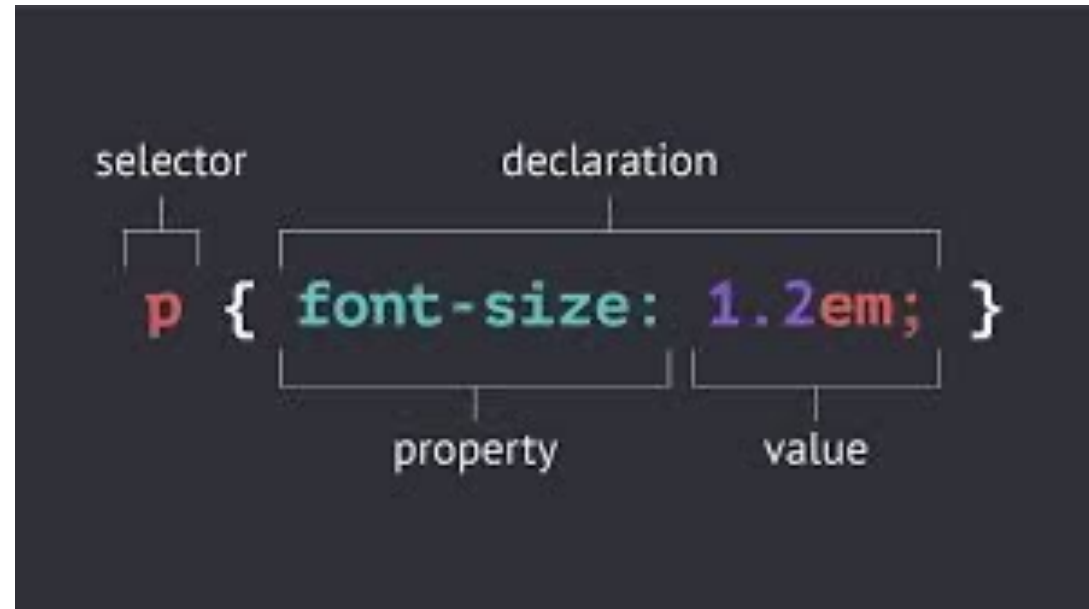 selector declaration
p { font-size: 1.2em; }
property value